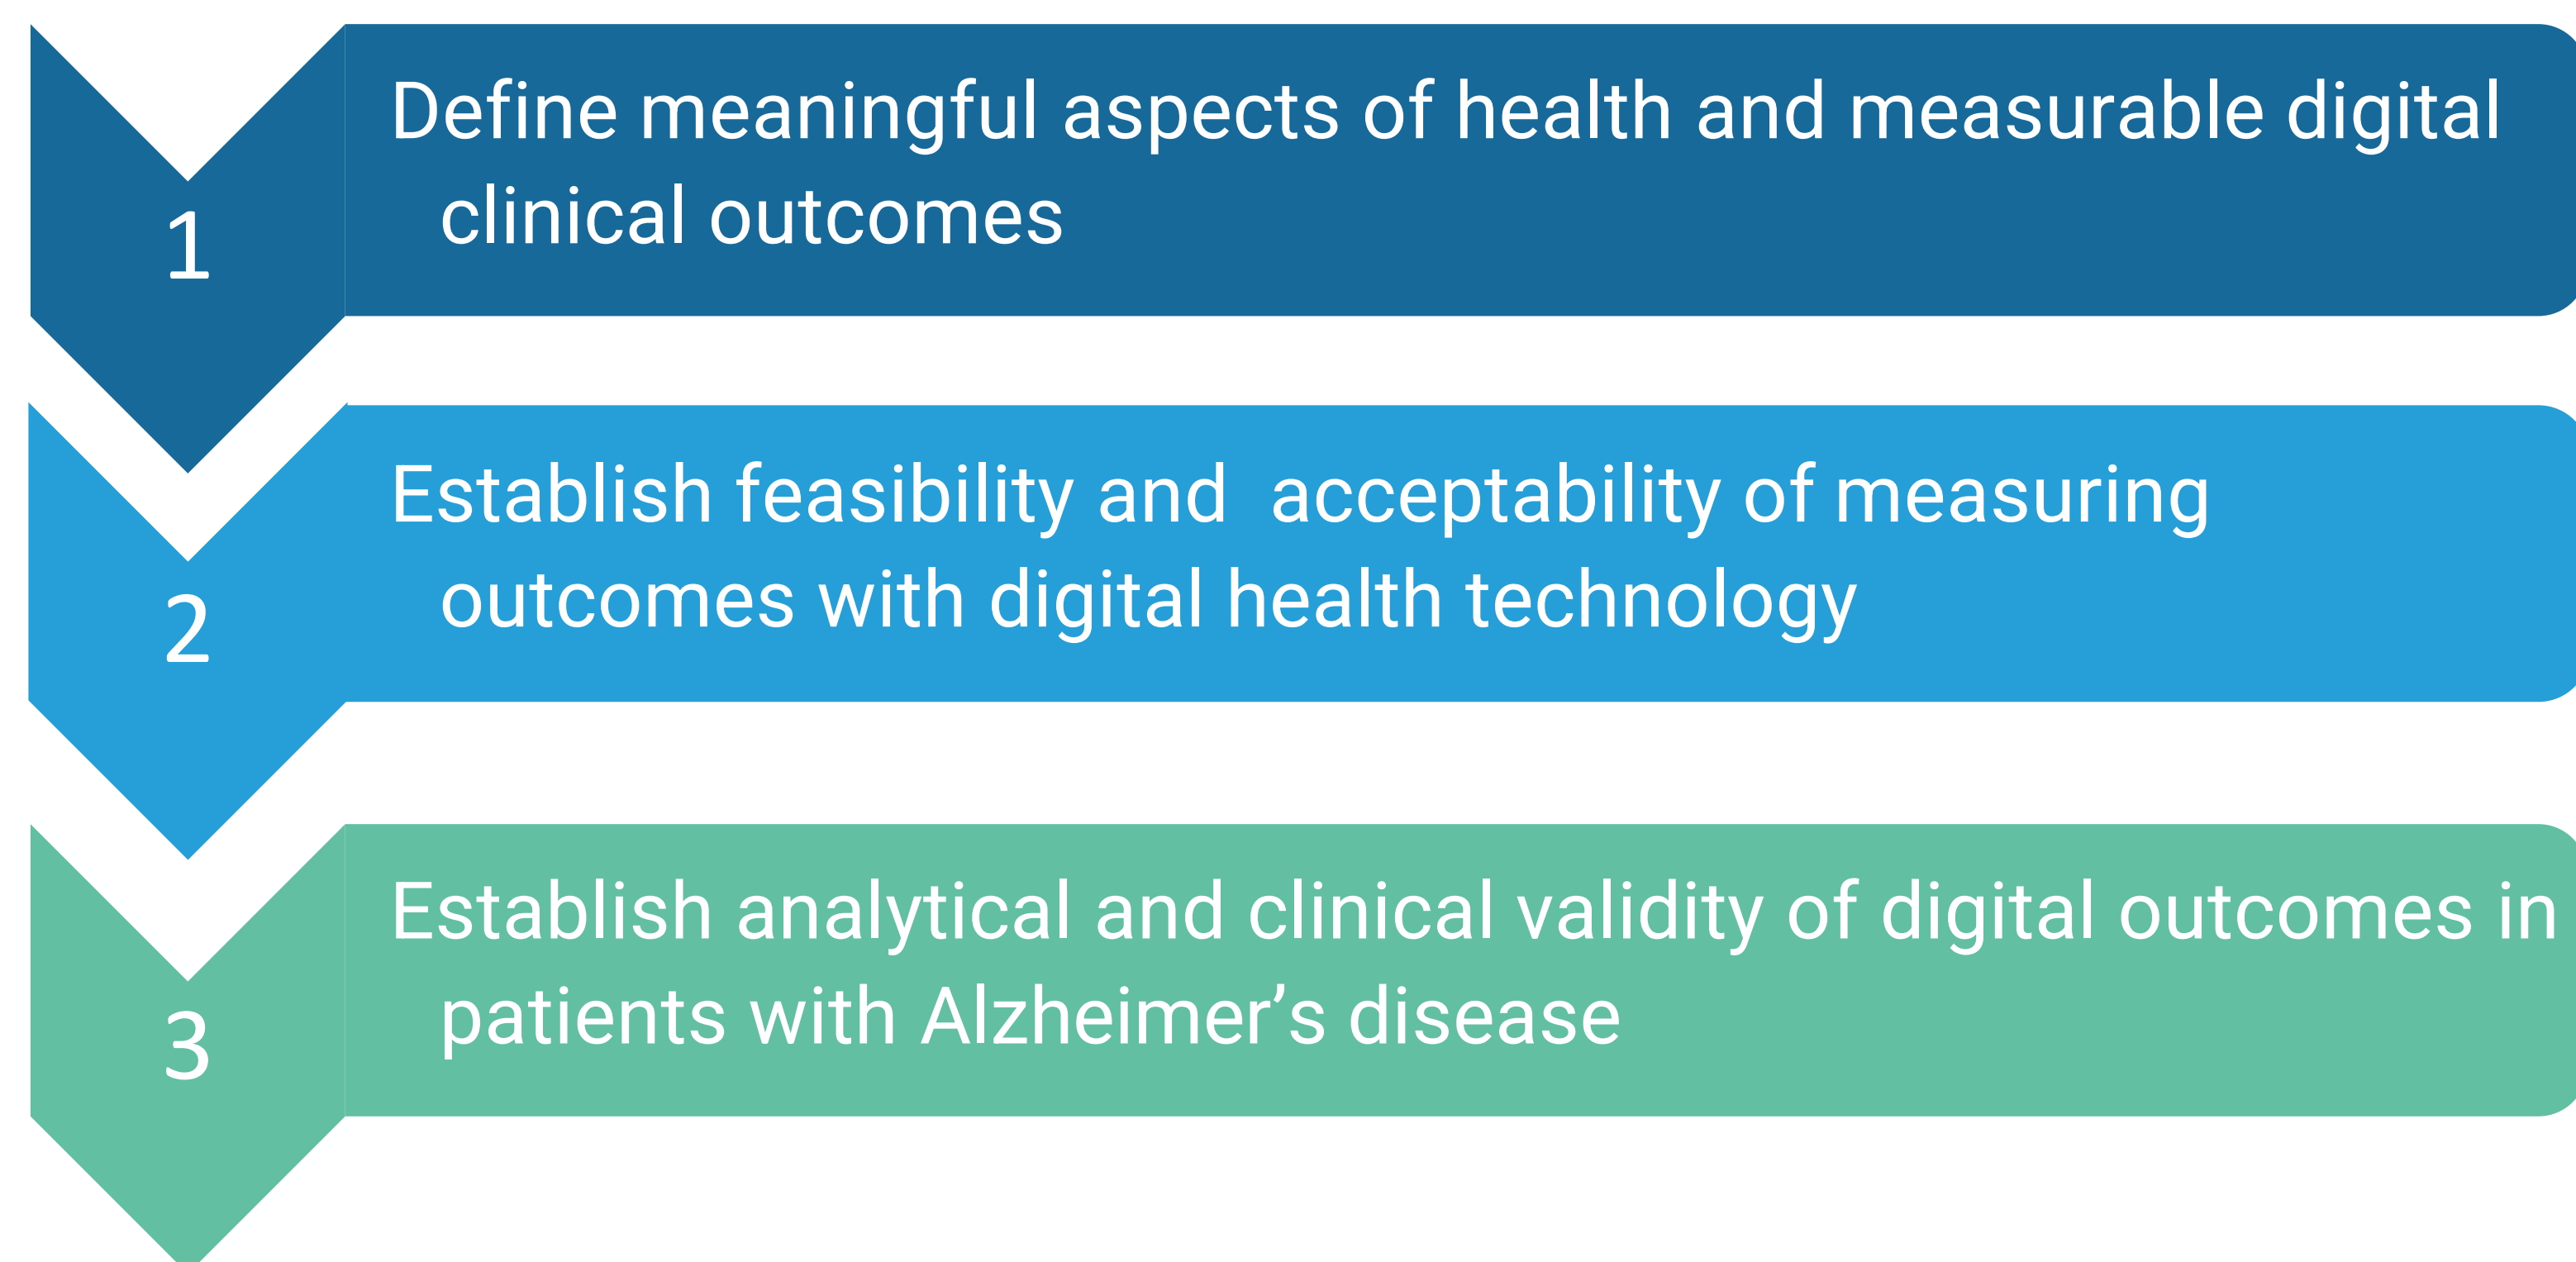 1
Define meaningful aspects of health and measurable digital
clinical outcomes
2
Establish feasibility and  acceptability of measuring
outcomes with digital health technology
3
Establish analytical and clinical validity of digital outcomes in
patients with Alzheimer’s disease